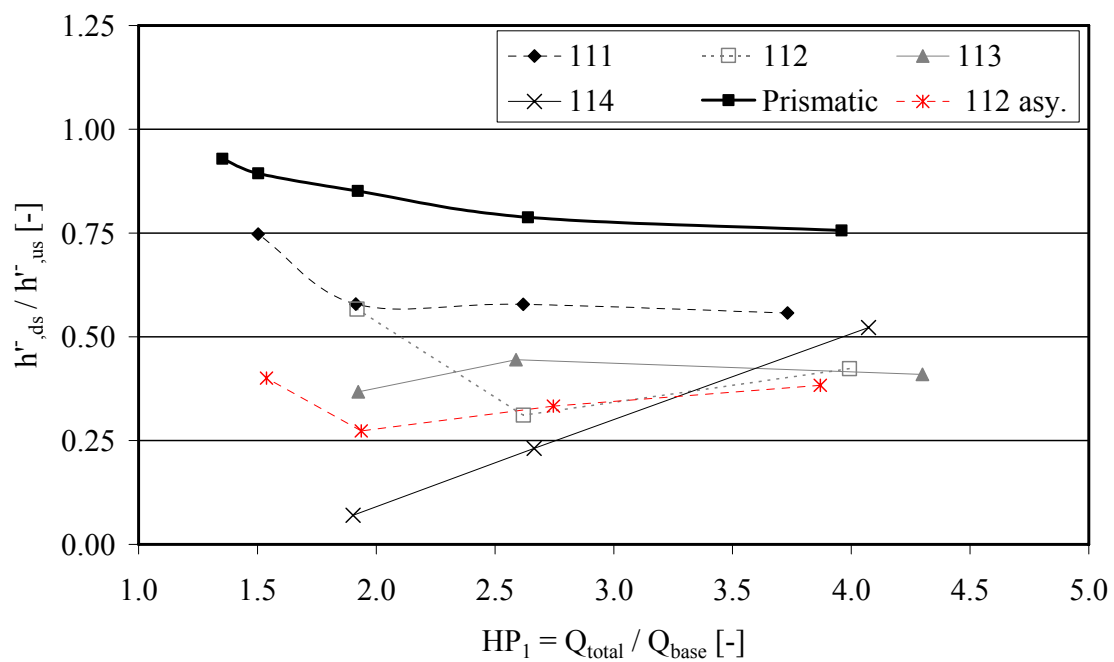 1.25
111 112 113
114 Prismatic 112 asy.
1.00
0.75
0.50
0.25
0.00
h'⁻,ds / h'⁻,us [-]
1.0 1.5 2.0 2.5 3.0 3.5 4.0 4.5 5.0
HP₁ = Q_total / Q_base [-]